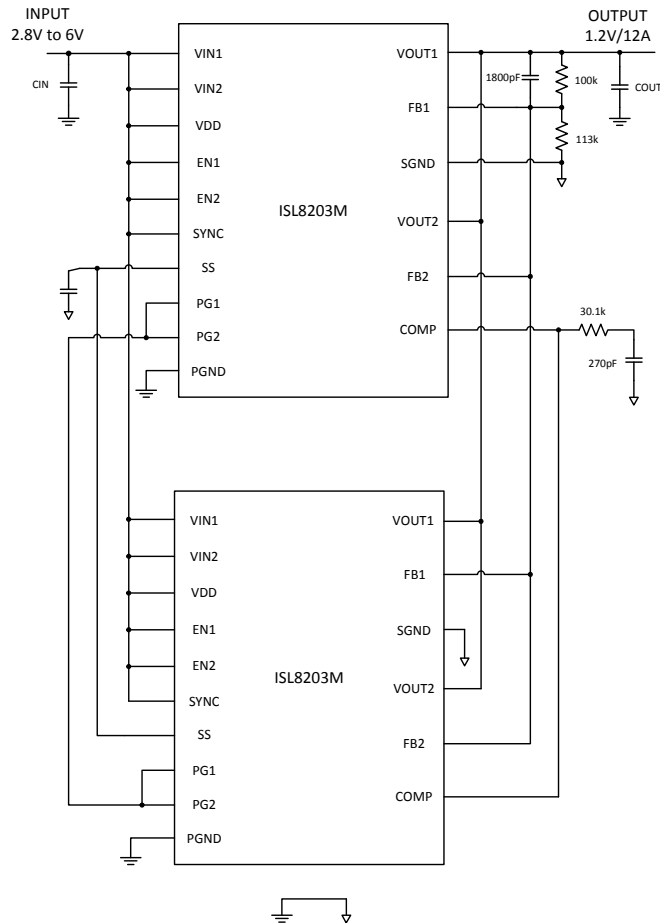 INPUT
2.8V to 6V
OUTPUT
1.2V/12A
CIN
VIN1
VIN2
VDD
EN1
EN2
SYNC
SS
PG1
PG2
PGND
ISL8203M
VOUT1
FB1
SGND
VOUT2
FB2
COMP
1800pF
100k
COUT
113k
30.1k
270pF
VIN1
VIN2
VDD
EN1
EN2
SYNC
SS
PG1
PG2
PGND
ISL8203M
VOUT1
FB1
SGND
VOUT2
FB2
COMP